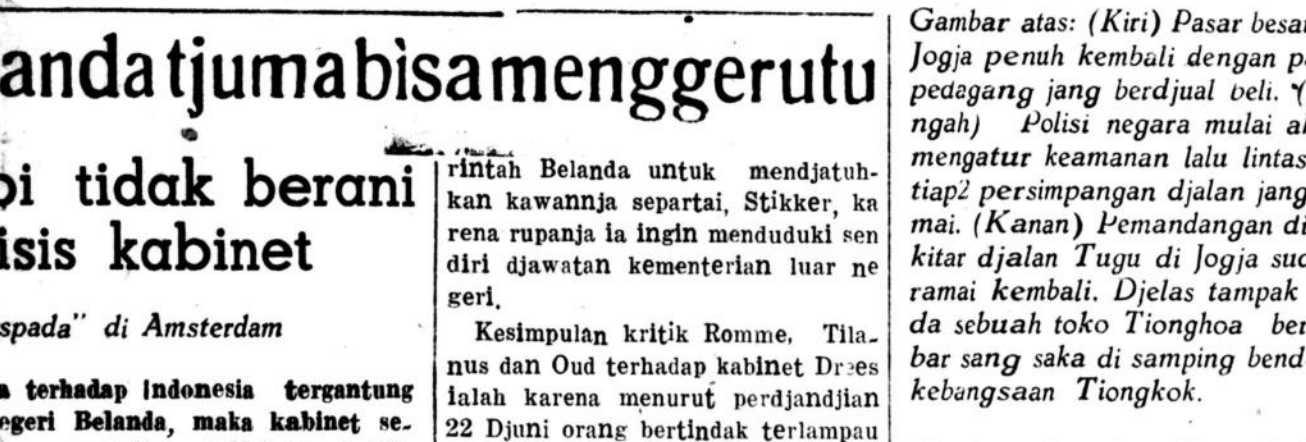 anda tjuma bisa menggerutu
pi tidak berani
isis kabinet
spada" di Amsterdam
terhadap Indonesia tergantung
egeri Belanda, maka kabinet se-
rintah Belanda untuk mendjatuh-
kan kawannja separtai, Stikker, ka
rena rupanja ia ingin menduduki sen
diri djawatan kementerian luar ne
geri.
Kesimpulan kritik Romme, Tila-
nus dan Oud terhadap kabinet Drees
ialah karena menurut perdjandjian
22 Djuni orang bertindak terlampau
Gambar atas: (Kiri) Pasar besar
Jogja penuh kembali dengan p
pedagang jang berdjual beli. (
ngah) Polisi negara mulai a
mengatur keamanan lalu lintas
tiap2 persimpangan djalan jang
mai. (Kanan) Pemandangan di
kitar djalan Tugu di Jogja sud
ramai kembali. Djelas tampak
da sebuah toko Tionghoa ber
bar sang saka di samping bend
kebangsaan Tiongkok.